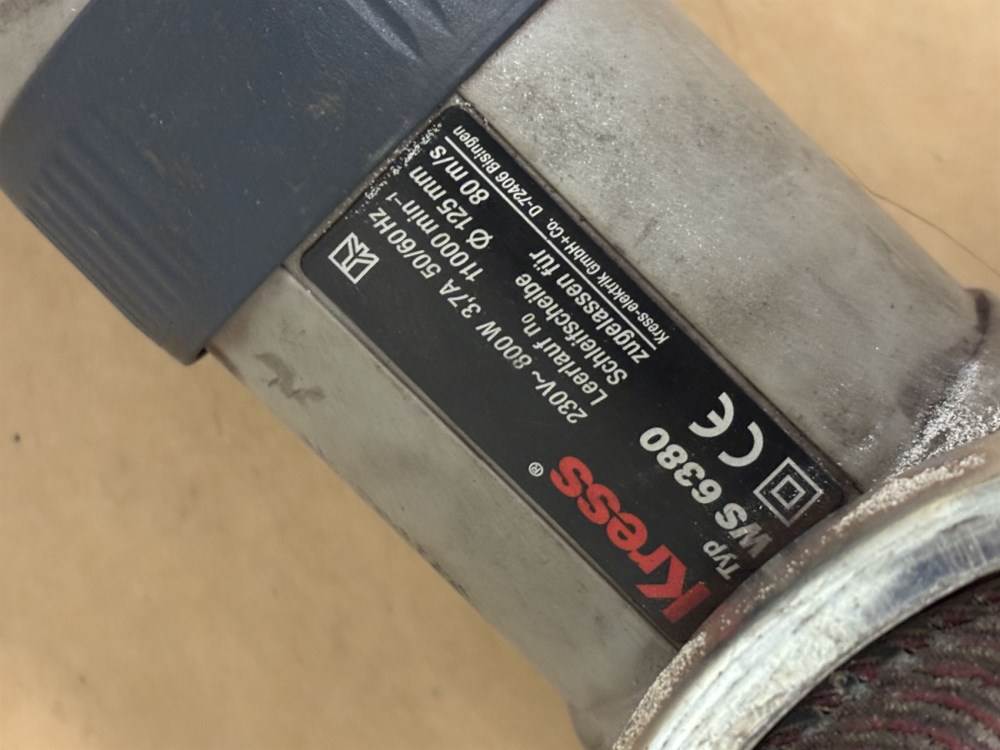 Kress®
Typ
WS 6380
CE
230V~ 800W 3,7A 50/60Hz
Leerlauf n₀ 11000 min⁻¹
Schleifscheibe Ø 125 mm
zugelassen für 80 m/s
Kress-elektrik GmbH+Co. D-72406 Bisingen